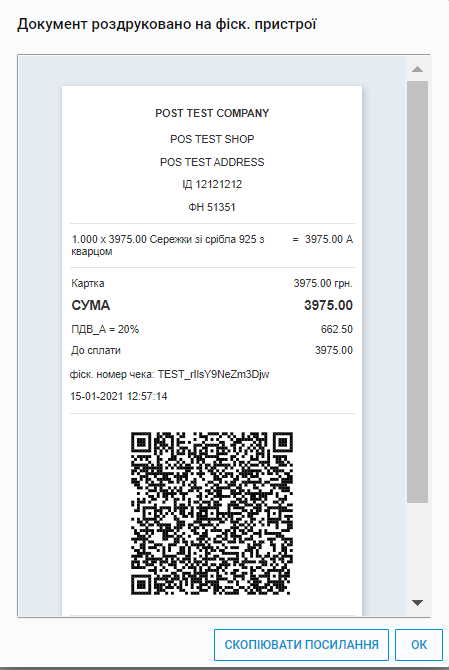 Документ роздруковано на фіск. пристрої
POST TEST COMPANY
POS TEST SHOP
POS TEST ADDRESS
ІД 12121212
ФН 51351
1.000 x 3975.00 Сережки зі срібла 925 з = 3975.00 А
кварцом
Картка 3975.00 грн.
СУМА 3975.00
ПДВ_А = 20% 662.50
До сплати 3975.00
фіск. номер чека: TEST_rIlsY9NeZm3Djw
15-01-2021 12:57:14
СКОПІЮВАТИ ПОСИЛАННЯ ОК